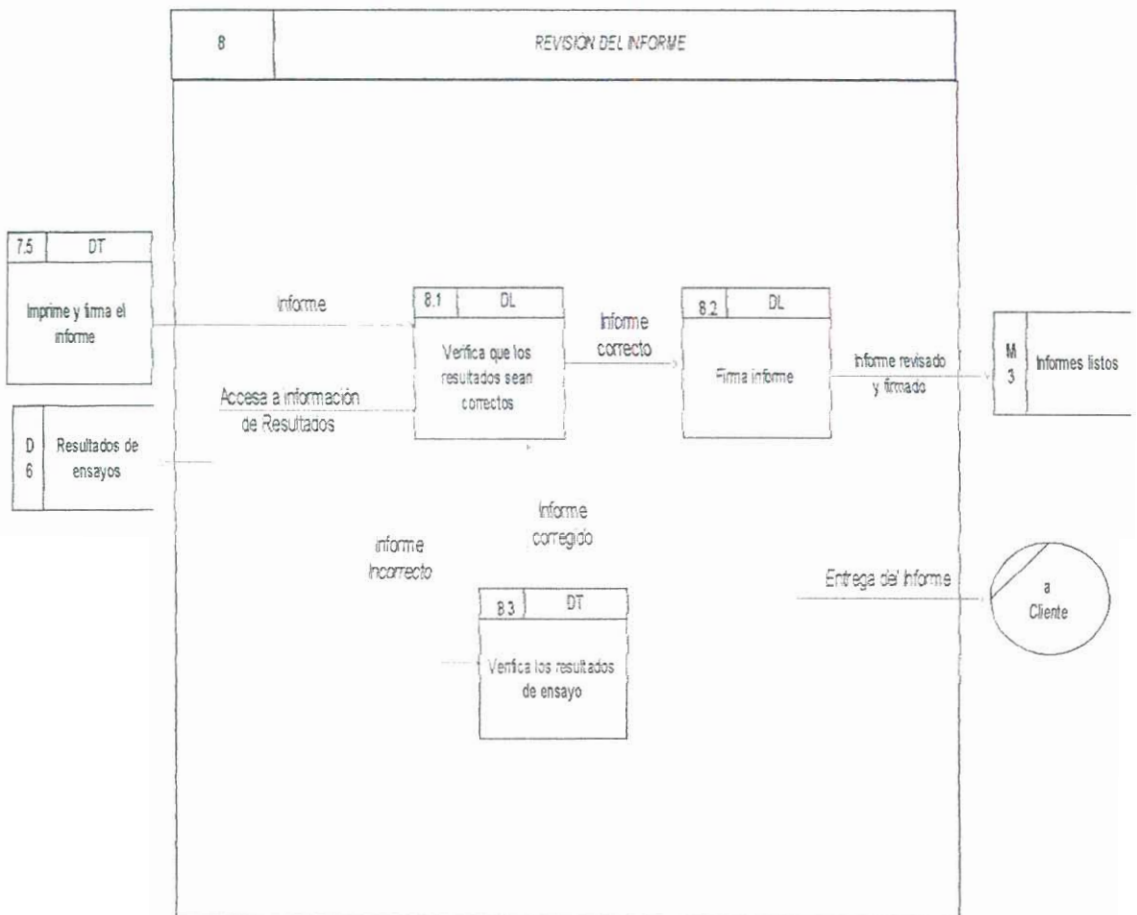 8
REVISIÓN DEL INFORME
7.5
DT
Imprime y firma el
informe
Informe
8.1
DL
Verifica que los
resultados sean
correctos
Informe
correcto
8.2
DL
Firma informe
Informe revisado
y firmado
M
3
Informes listos
Accesa a información
de Resultados
D
6
Resultados de
ensayos
Informe
corregido
Informe
Incorrecto
8.3
DT
Verifica los resultados
de ensayo
Entrega del Informe
a
Cliente